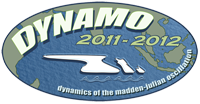 DYNAMO
2011-2012
dynamics of the madden-julian oscillation